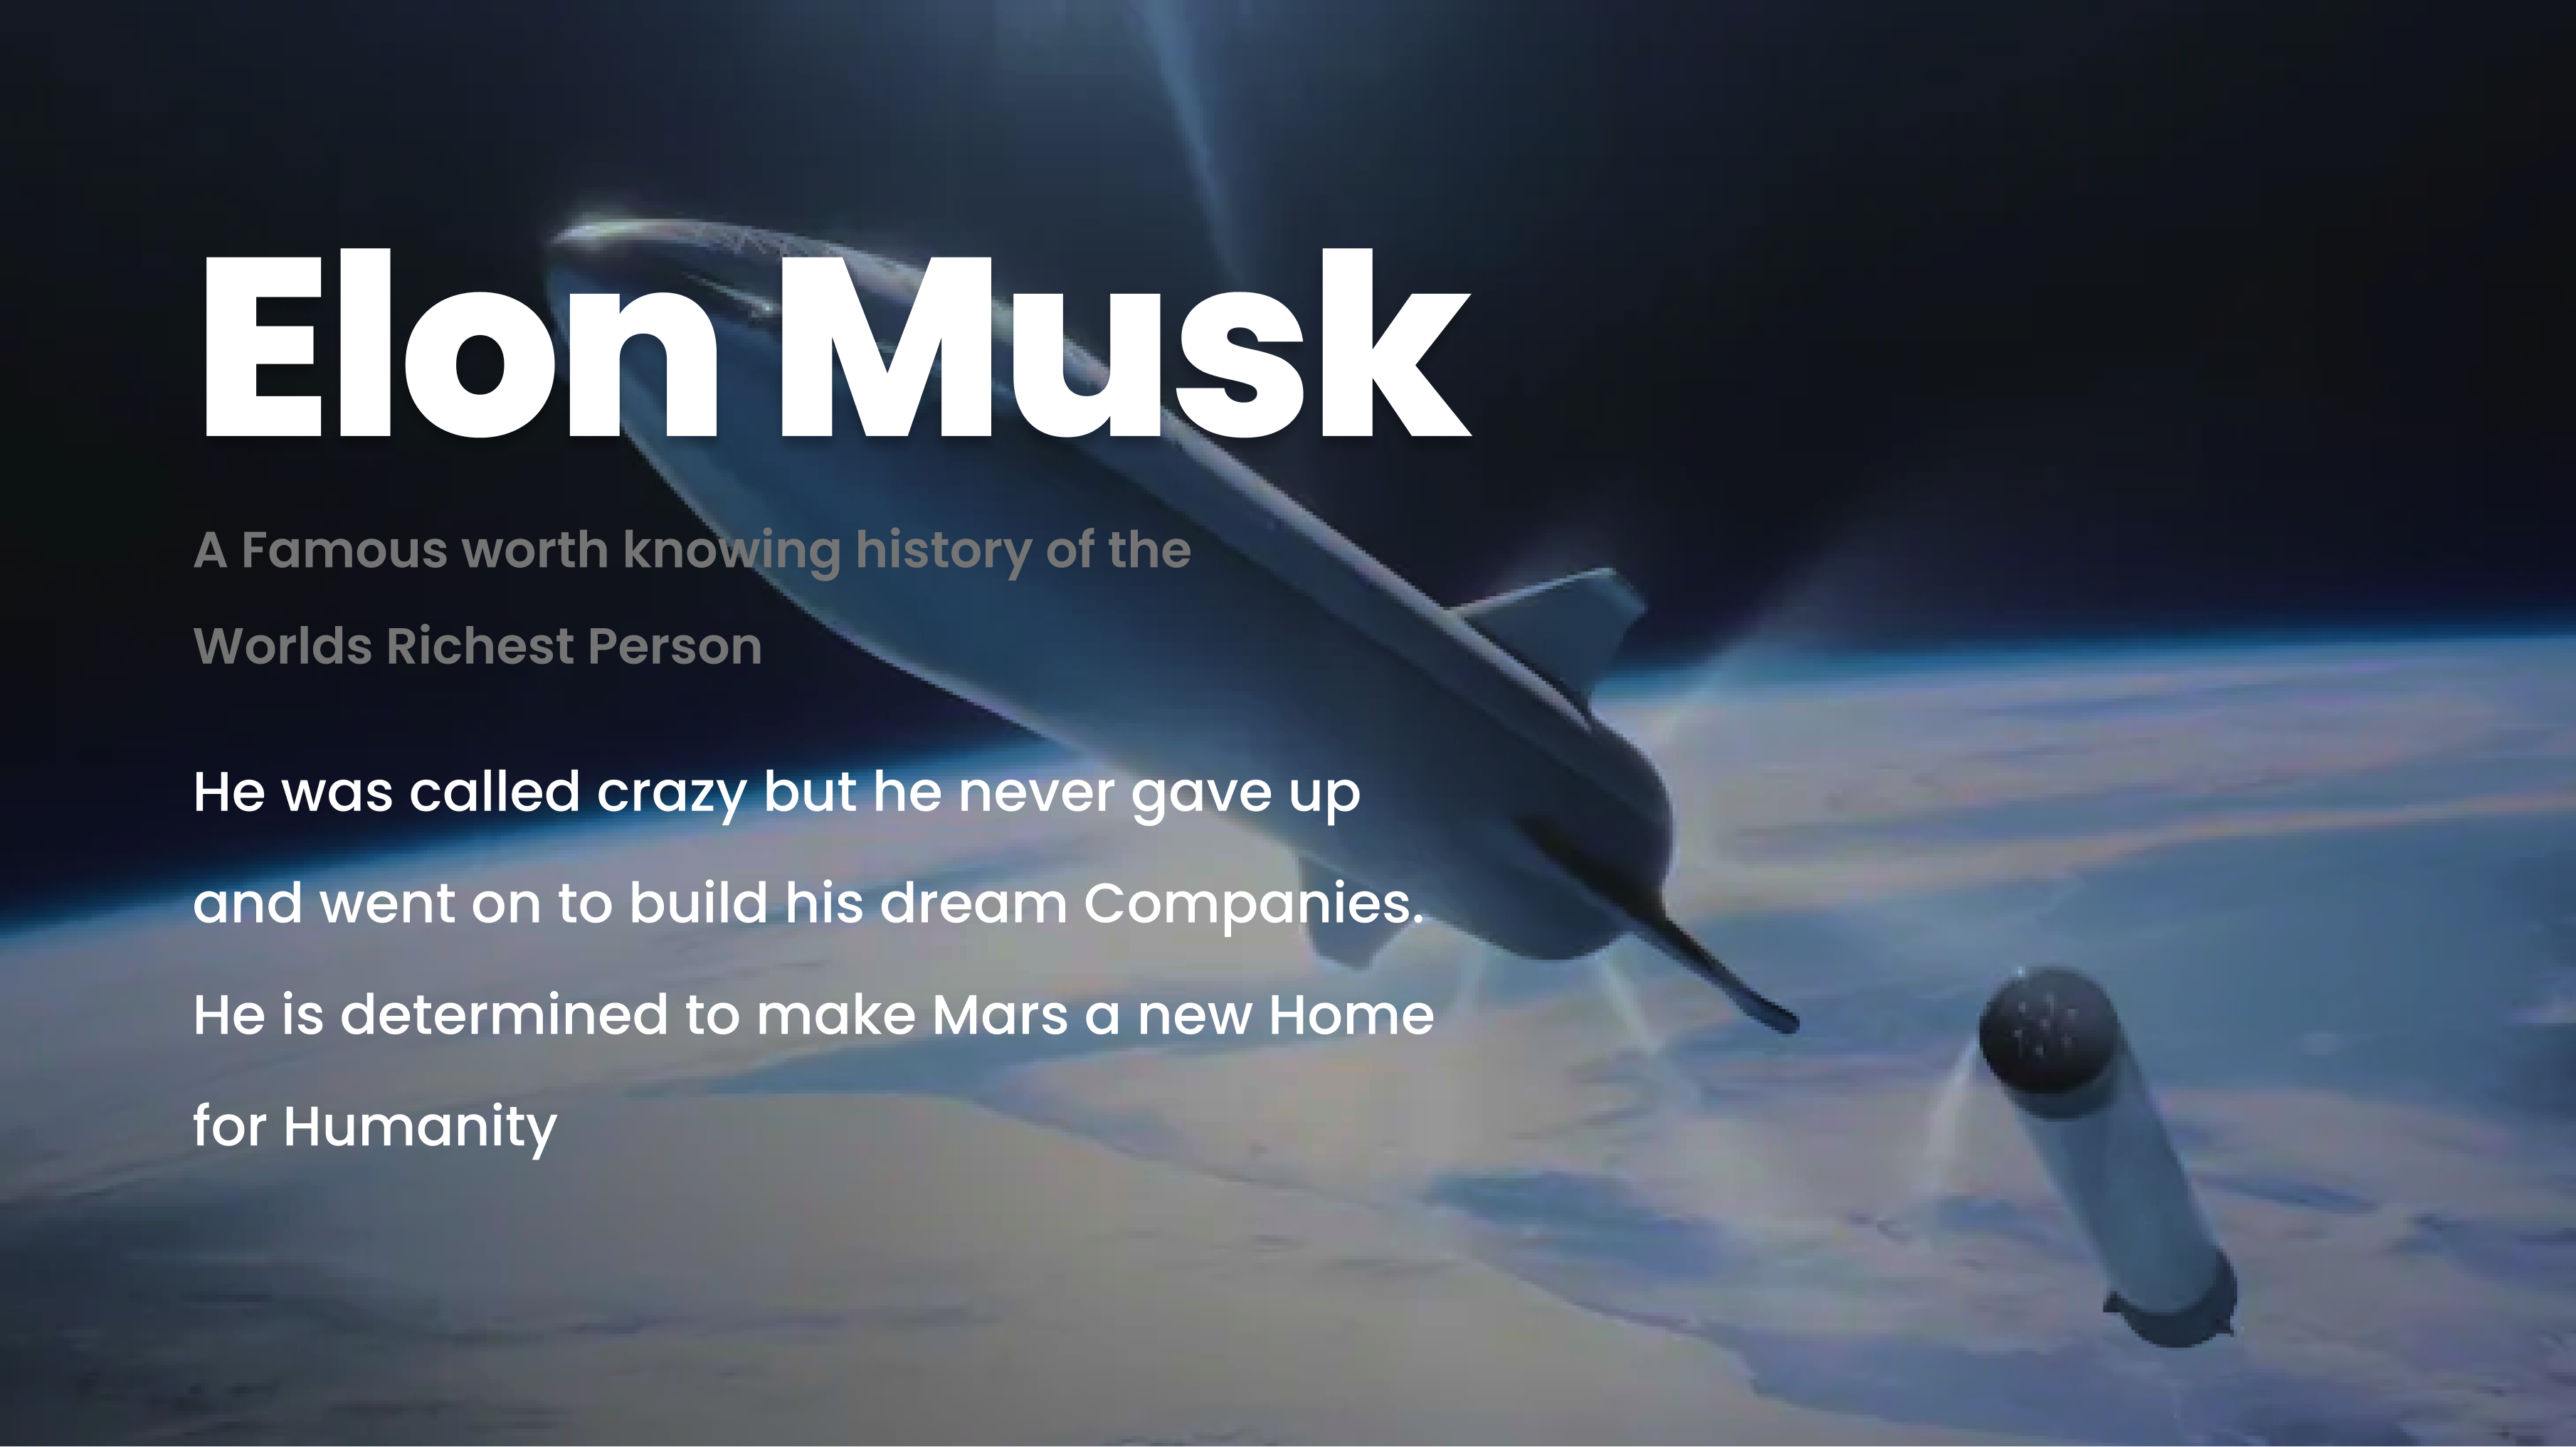 Elon Musk
A Famous worth knowing history of the
Worlds Richest Person
He was called crazy but he never gave up
and went on to build his dream Companies.
He is determined to make Mars a new Home
for Humanity